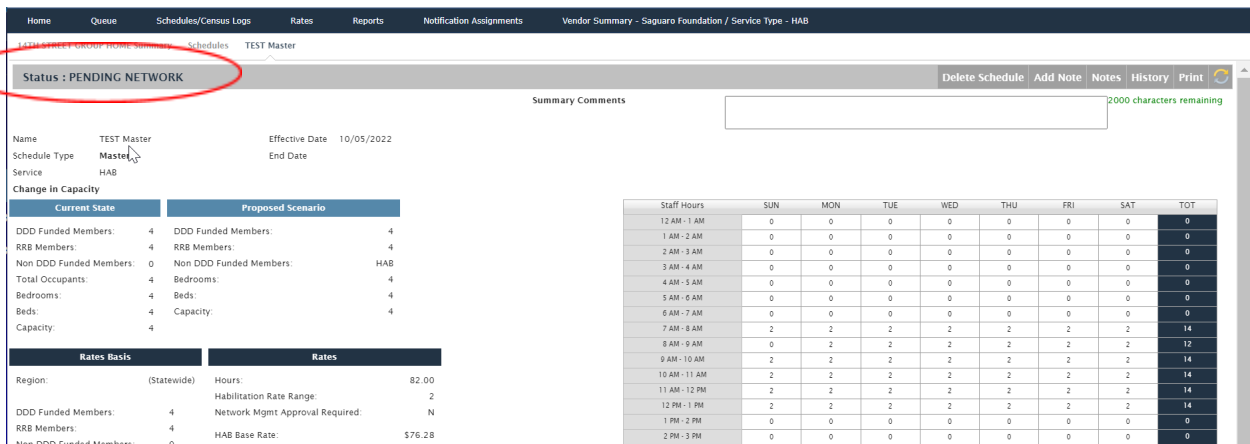 Home Queue Schedules/Census Logs Rates Reports Notification Assignments Vendor Summary - Saguaro Foundation / Service Type - HAB
14TH STREET GROUP HOME Summary Schedules TEST Master
Status : PENDING NETWORK Delete Schedule Add Note Notes History Print
Summary Comments 2000 characters remaining
Name TEST Master Effective Date 10/05/2022
Schedule Type Master End Date
Service HAB
Change in Capacity
Current State Proposed Scenario
DDD Funded Members: 4 DDD Funded Members: 4
RRB Members: 4 RRB Members: 4
Non DDD Funded Members: 0 Non DDD Funded Members: HAB
Total Occupants: 4 Bedrooms: 4
Bedrooms: 4 Beds: 4
Beds: 4 Capacity: 4
Capacity: 4
Rates Basis Rates
Region: (Statewide) Hours: 82.00
Habilitation Rate Range: 2
DDD Funded Members: 4 Network Mgmt Approval Required: N
RRB Members: 4
HAB Base Rate: $76.28
Non DDD Funded Members: 0
Staff Hours SUN MON TUE WED THU FRI SAT TOT
12 AM - 1 AM 0 0 0 0 0 0 0 0
1 AM - 2 AM 0 0 0 0 0 0 0 0
2 AM - 3 AM 0 0 0 0 0 0 0 0
3 AM - 4 AM 0 0 0 0 0 0 0 0
4 AM - 5 AM 0 0 0 0 0 0 0 0
5 AM - 6 AM 0 0 0 0 0 0 0 0
6 AM - 7 AM 0 0 0 0 0 0 0 0
7 AM - 8 AM 2 2 2 2 2 2 2 14
8 AM - 9 AM 0 2 2 2 2 2 2 12
9 AM - 10 AM 2 2 2 2 2 2 2 14
10 AM - 11 AM 2 2 2 2 2 2 2 14
11 AM - 12 PM 2 2 2 2 2 2 2 14
12 PM - 1 PM 2 2 2 2 2 2 2 14
1 PM - 2 PM 0 0 0 0 0 0 0 0
2 PM - 3 PM 0 0 0 0 0 0 0 0